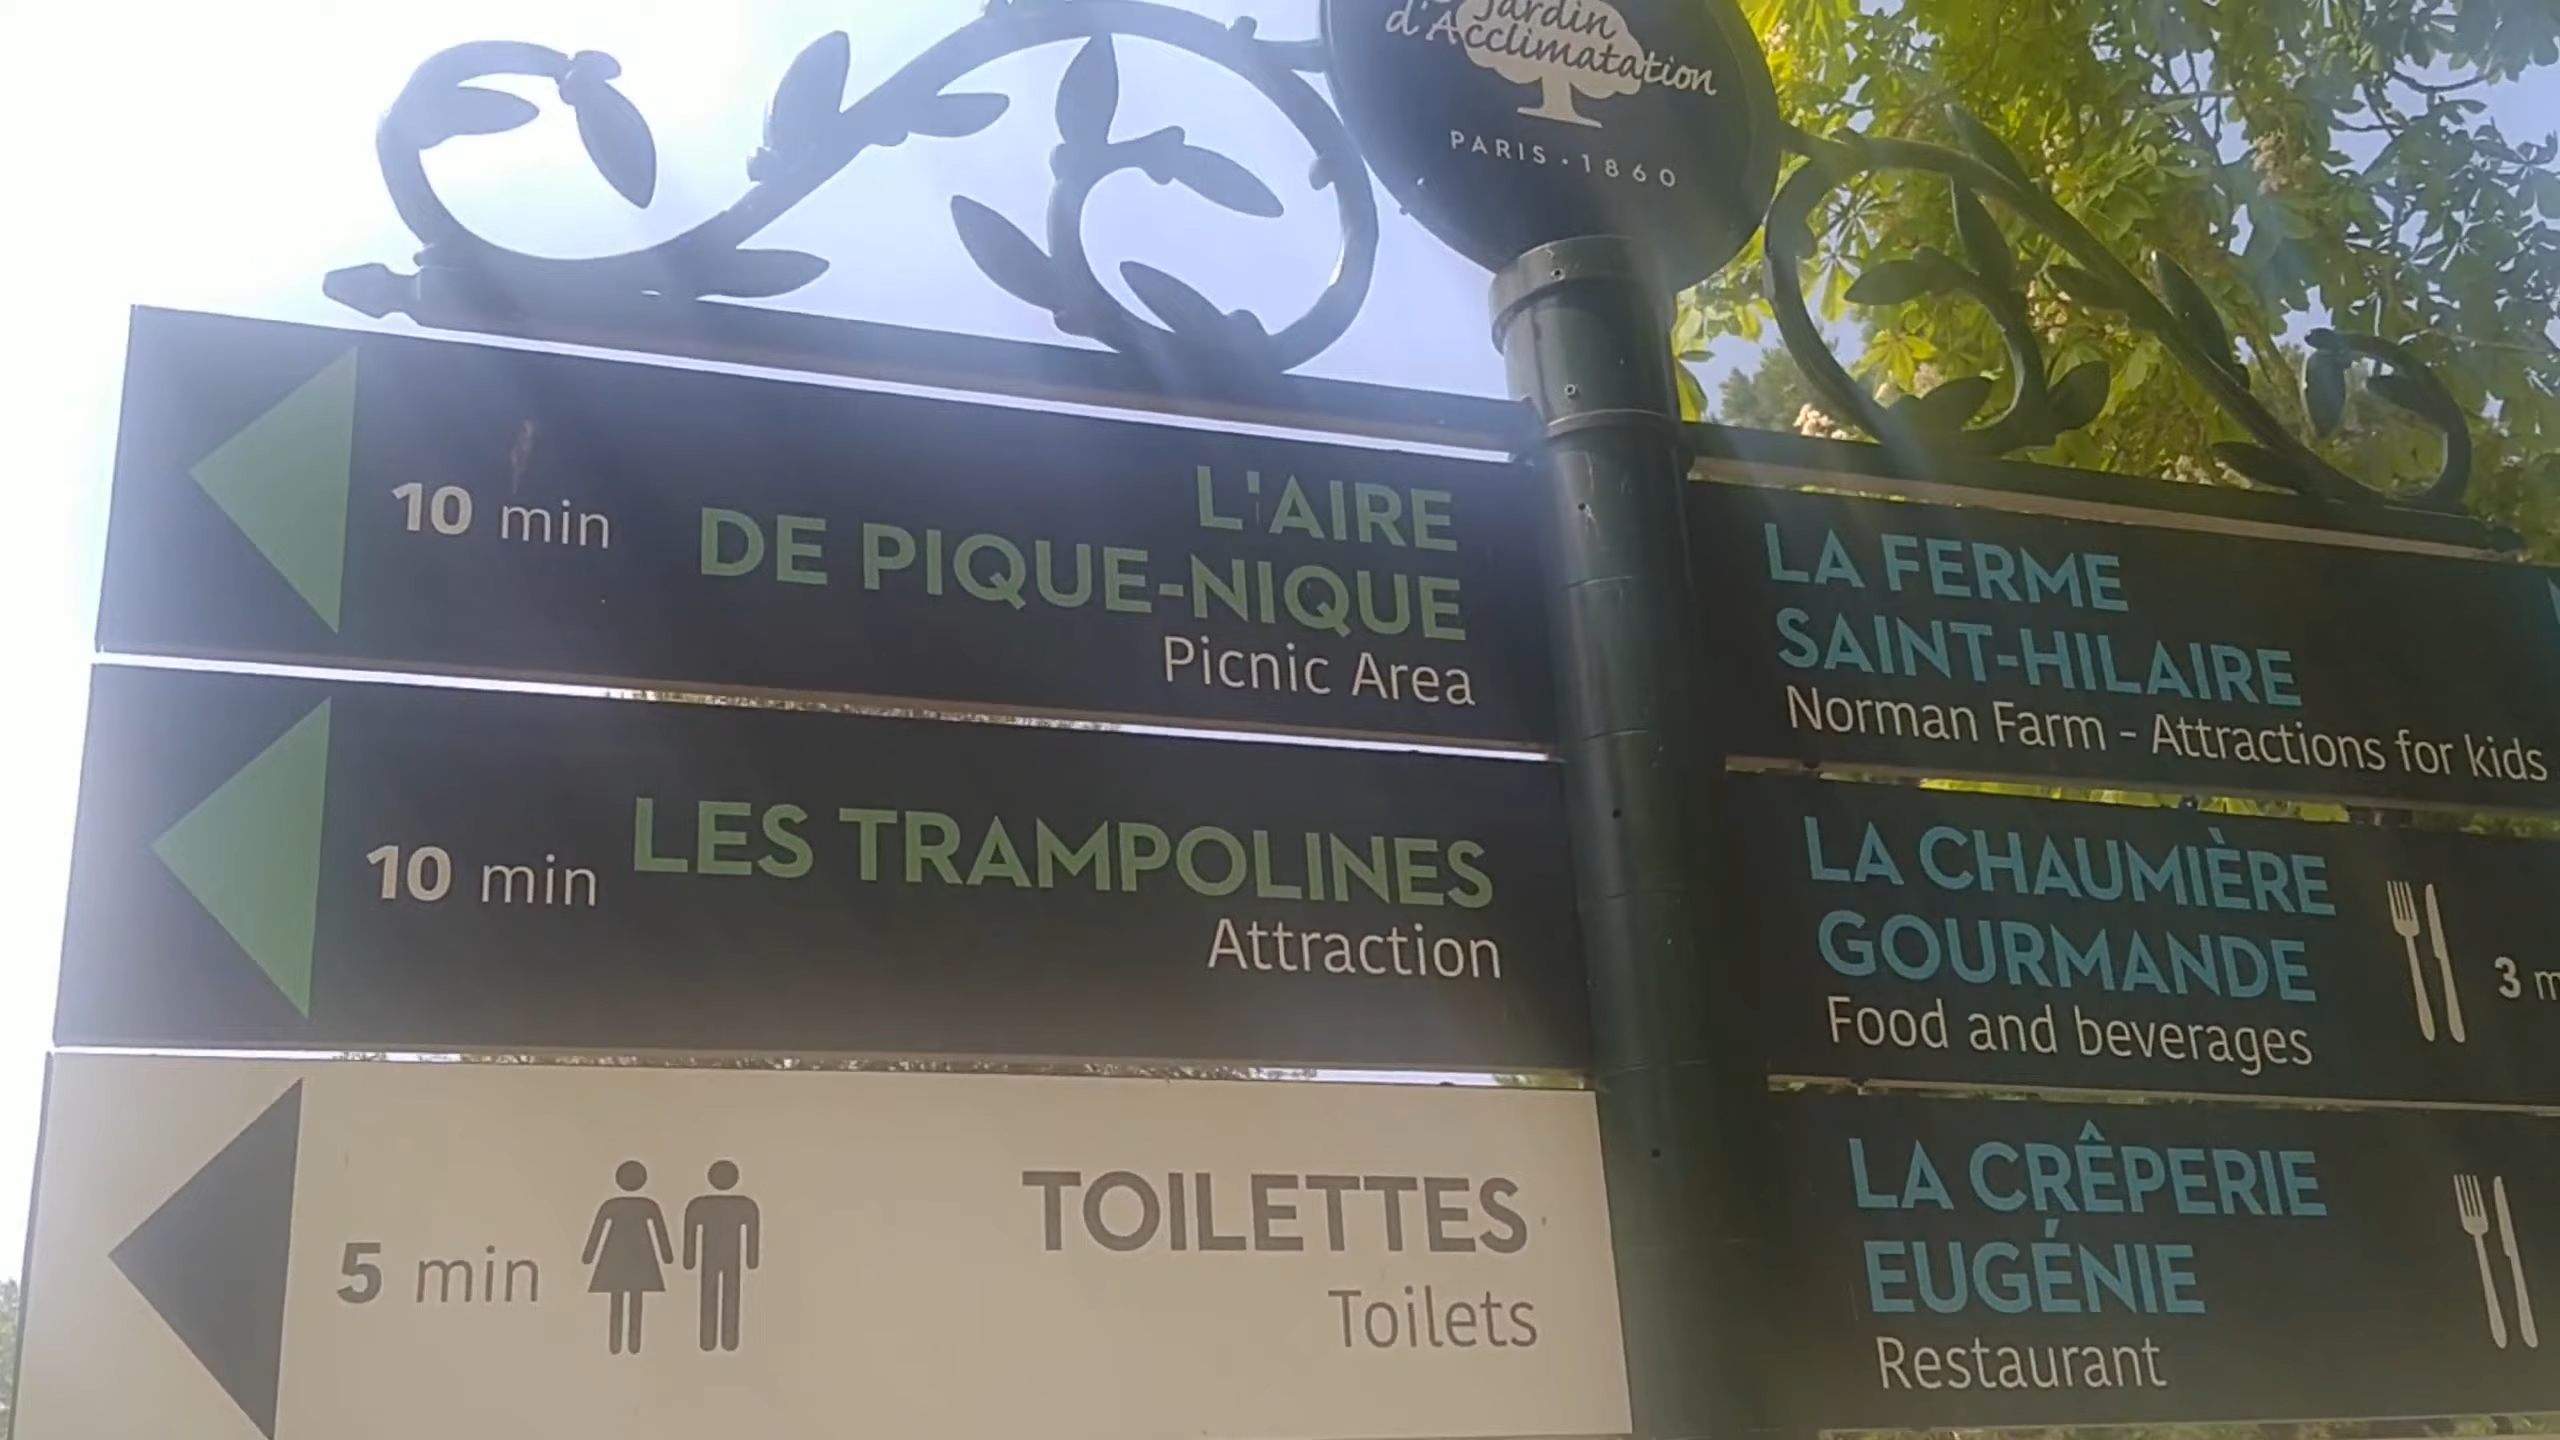 Jardin
d'Acclimatation
PARIS · 1860
10 min
L'AIRE
DE PIQUE-NIQUE
Picnic Area
10 min
LES TRAMPOLINES
Attraction
5 min
TOILETTES
Toilets
LA FERME
SAINT-HILAIRE
Norman Farm - Attractions for kids
LA CHAUMIÈRE
GOURMANDE
Food and beverages
3
LA CRÊPERIE
EUGÉNIE
Restaurant